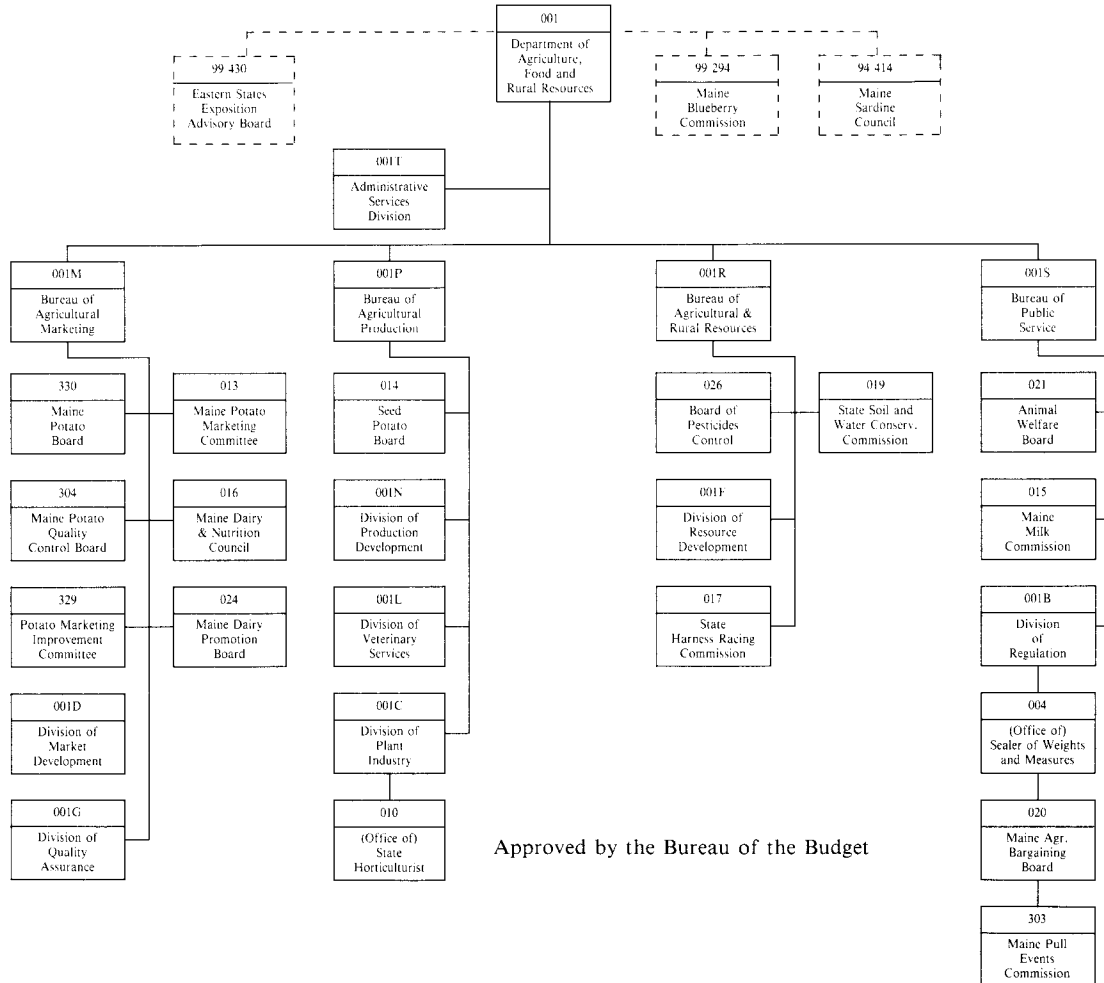 001
Department of
Agriculture,
Food and
Rural Resources
99 430
Eastern States
Exposition
Advisory Board
99 294
Maine
Blueberry
Commission
94 414
Maine
Sardine
Council
001T
Administrative
Services
Division
001M
Bureau of
Agricultural
Marketing
001P
Bureau of
Agricultural
Production
001R
Bureau of
Agricultural &
Rural Resources
001S
Bureau of
Public
Service
330
Maine
Potato
Board
013
Maine Potato
Marketing
Committee
014
Seed
Potato
Board
026
Board of
Pesticides
Control
019
State Soil and
Water Conserv.
Commission
021
Animal
Welfare
Board
304
Maine Potato
Quality
Control Board
016
Maine Dairy
& Nutrition
Council
001N
Division of
Production
Development
001F
Division of
Resource
Development
015
Maine
Milk
Commission
329
Potato Marketing
Improvement
Committee
024
Maine Dairy
Promotion
Board
001L
Division of
Veterinary
Services
017
State
Harness Racing
Commission
001B
Division
of
Regulation
001D
Division of
Market
Development
001C
Division of
Plant
Industry
004
(Office of)
Sealer of Weights
and Measures
001G
Division of
Quality
Assurance
010
(Office of)
State
Horticulturist
Approved by the Bureau of the Budget
020
Maine Agr.
Bargaining
Board
303
Maine Pull
Events
Commission